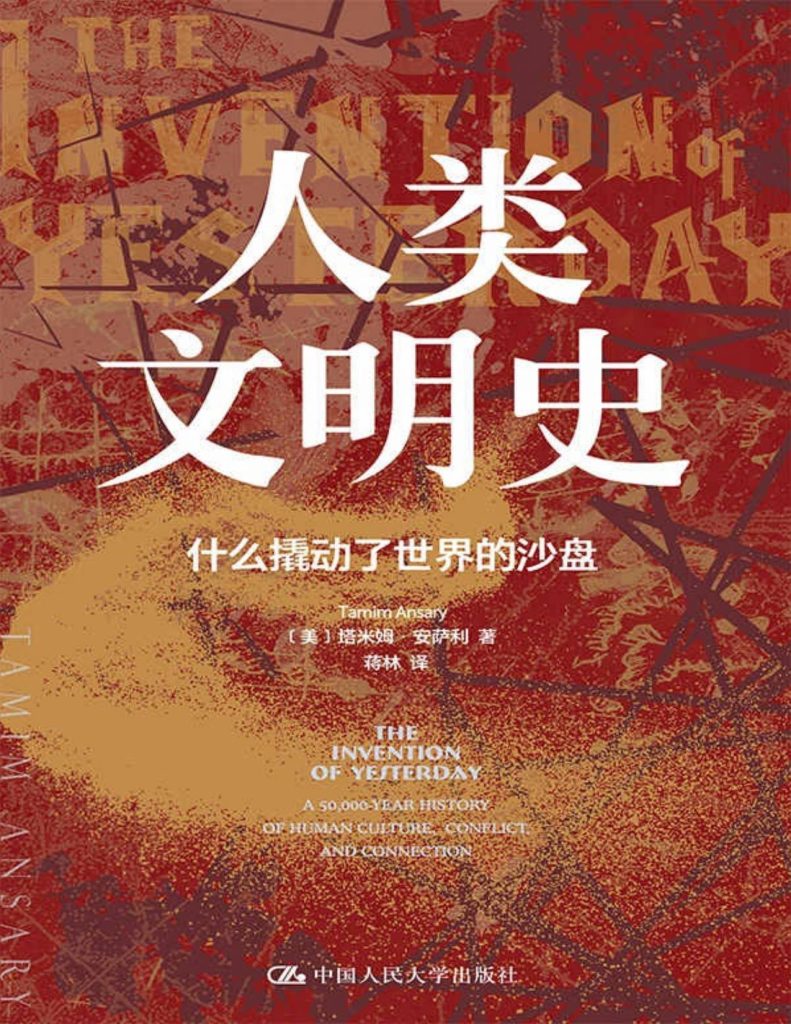 THE
INVENTION OF
YESTERDAY
人类
文明史
什么撬动了世界的沙盘
Tamim Ansary
〔美〕塔米姆 安萨利 著
蒋林 译
THE
INVENTION
OF YESTERDAY
A 50,000-YEAR HISTORY
OF HUMAN CULTURE, CONFLICT,
AND CONNECTION
TAMIM ANSARY
中国人民大学出版社